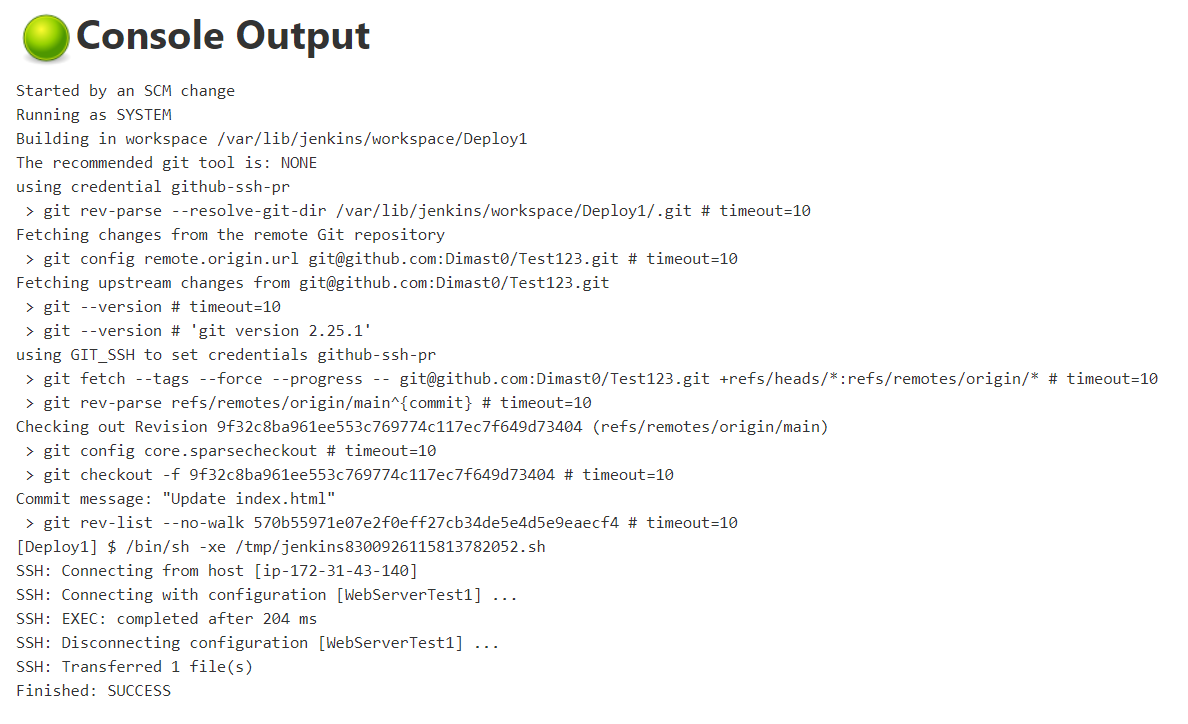 Console Output
Started by an SCM change
Running as SYSTEM
Building in workspace /var/lib/jenkins/workspace/Deploy1
The recommended git tool is: NONE
using credential github-ssh-pr
> git rev-parse --resolve-git-dir /var/lib/jenkins/workspace/Deploy1/.git # timeout=10
Fetching changes from the remote Git repository
> git config remote.origin.url git@github.com:Dimast0/Test123.git # timeout=10
Fetching upstream changes from git@github.com:Dimast0/Test123.git
> git --version # timeout=10
> git --version # 'git version 2.25.1'
using GIT_SSH to set credentials github-ssh-pr
> git fetch --tags --force --progress -- git@github.com:Dimast0/Test123.git +refs/heads/*:refs/remotes/origin/* # timeout=10
> git rev-parse refs/remotes/origin/main^{commit} # timeout=10
Checking out Revision 9f32c8ba961ee553c769774c117ec7f649d73404 (refs/remotes/origin/main)
> git config core.sparsecheckout # timeout=10
> git checkout -f 9f32c8ba961ee553c769774c117ec7f649d73404 # timeout=10
Commit message: "Update index.html"
> git rev-list --no-walk 570b55971e07e2f0eff27cb34de5e4d5e9eaecf4 # timeout=10
[Deploy1] $ /bin/sh -xe /tmp/jenkins8300926115813782052.sh
SSH: Connecting from host [ip-172-31-43-140]
SSH: Connecting with configuration [WebServerTest1] ...
SSH: EXEC: completed after 204 ms
SSH: Disconnecting configuration [WebServerTest1] ...
SSH: Transferred 1 file(s)
Finished: SUCCESS